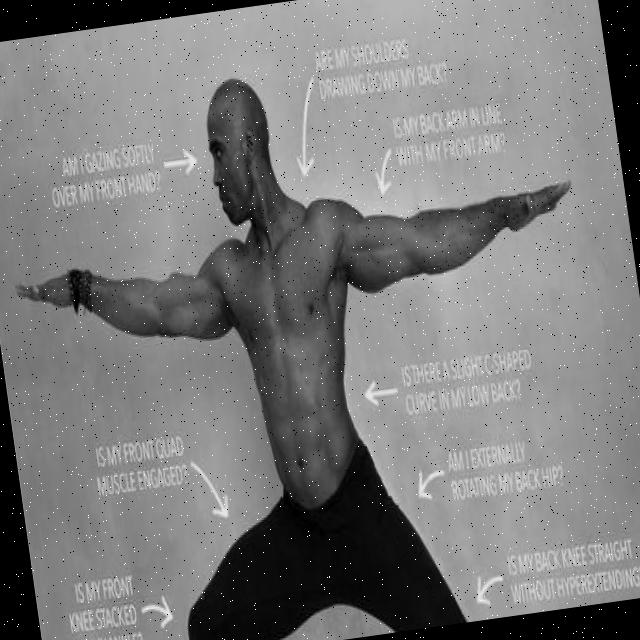 ARE MY SHOULDERS
DRAWING DOWN MY BACK?
IS MY BACK ARM IN LINE
WITH MY FRONT ARM?
AM I GAZING SOFTLY
OVER MY FRONT HAND?
IS THERE A SLIGHT C SHAPED
CURVE IN MY LOW BACK?
IS MY FRONT QUAD
MUSCLE ENGAGED?
AM I EXTERNALLY
ROTATING MY BACK HIP?
IS MY BACK KNEE STRAIGHT
WITHOUT HYPEREXTENDING
IS MY FRONT
KNEE STACKED